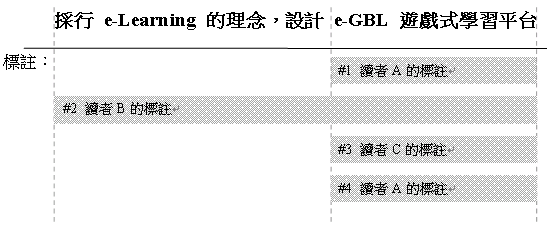 採行 e-Learning 的理念，設計 e-GBL 遊戲式學習平台
標註：
#1 讀者 A 的標註↵
#2 讀者 B 的標註↵
#3 讀者 C 的標註↵
#4 讀者 A 的標註↵